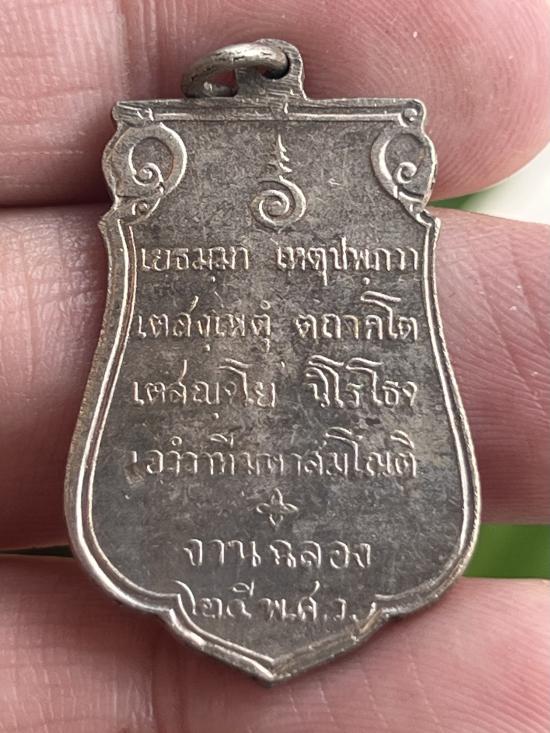 เยธมฺมา เหตุปพฺภวา
เตสํเหตุํ ตถาคโต
เตสญฺจโย นิโรโธจ
เอวํวาทีมหาสมโณติ
งานฉลอง
๒๕ พ.ศ.ว.